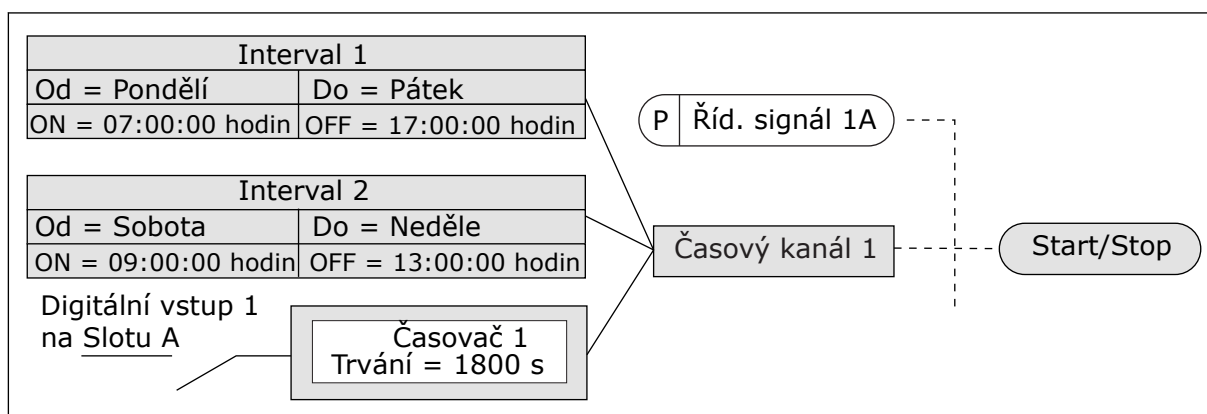 Interval 1
Od = Pondělí Do = Pátek
ON = 07:00:00 hodin OFF = 17:00:00 hodin
P Říd. signál 1A
Interval 2
Od = Sobota Do = Neděle
ON = 09:00:00 hodin OFF = 13:00:00 hodin
Časový kanál 1
Start/Stop
Digitální vstup 1
na Slotu A
Časovač 1
Trvání = 1800 s